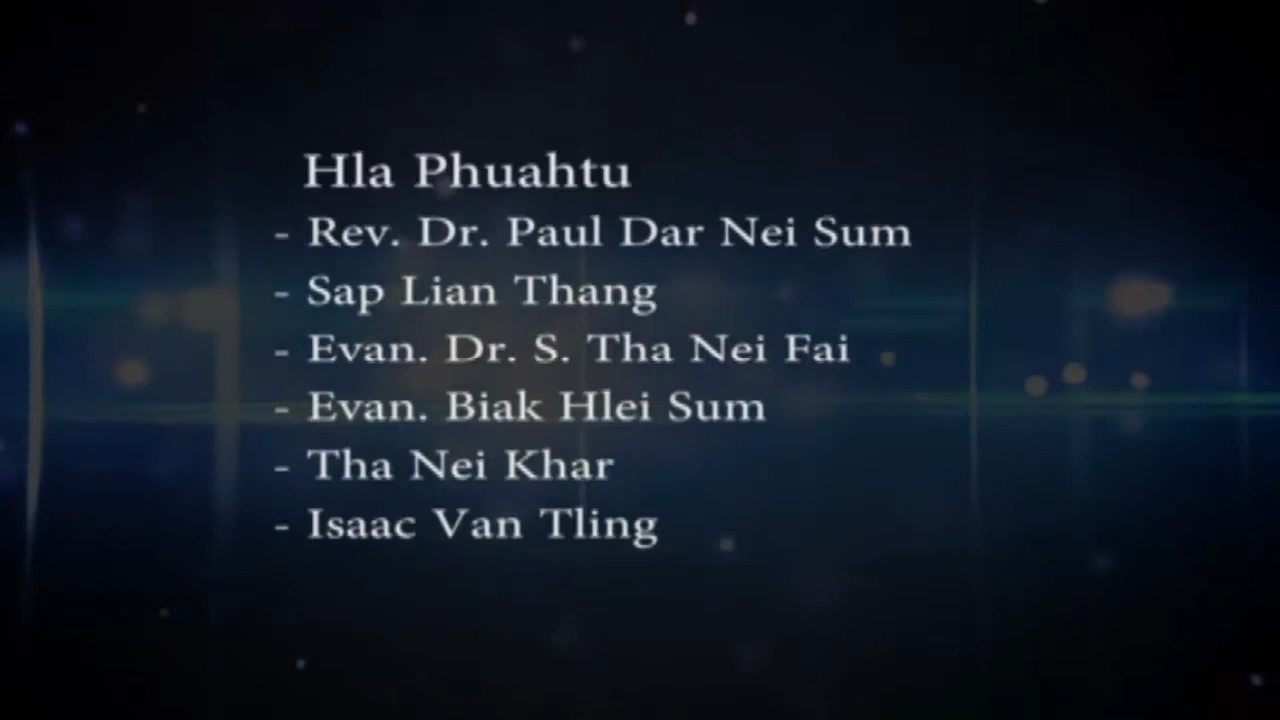 Hla Phuahtu
- Rev. Dr. Paul Dar Nei Sum
- Sap Lian Thang
- Evan. Dr. S. Tha Nei Fai
- Evan. Biak Hlei Sum
- Tha Nei Khar
- Isaac Van Tling